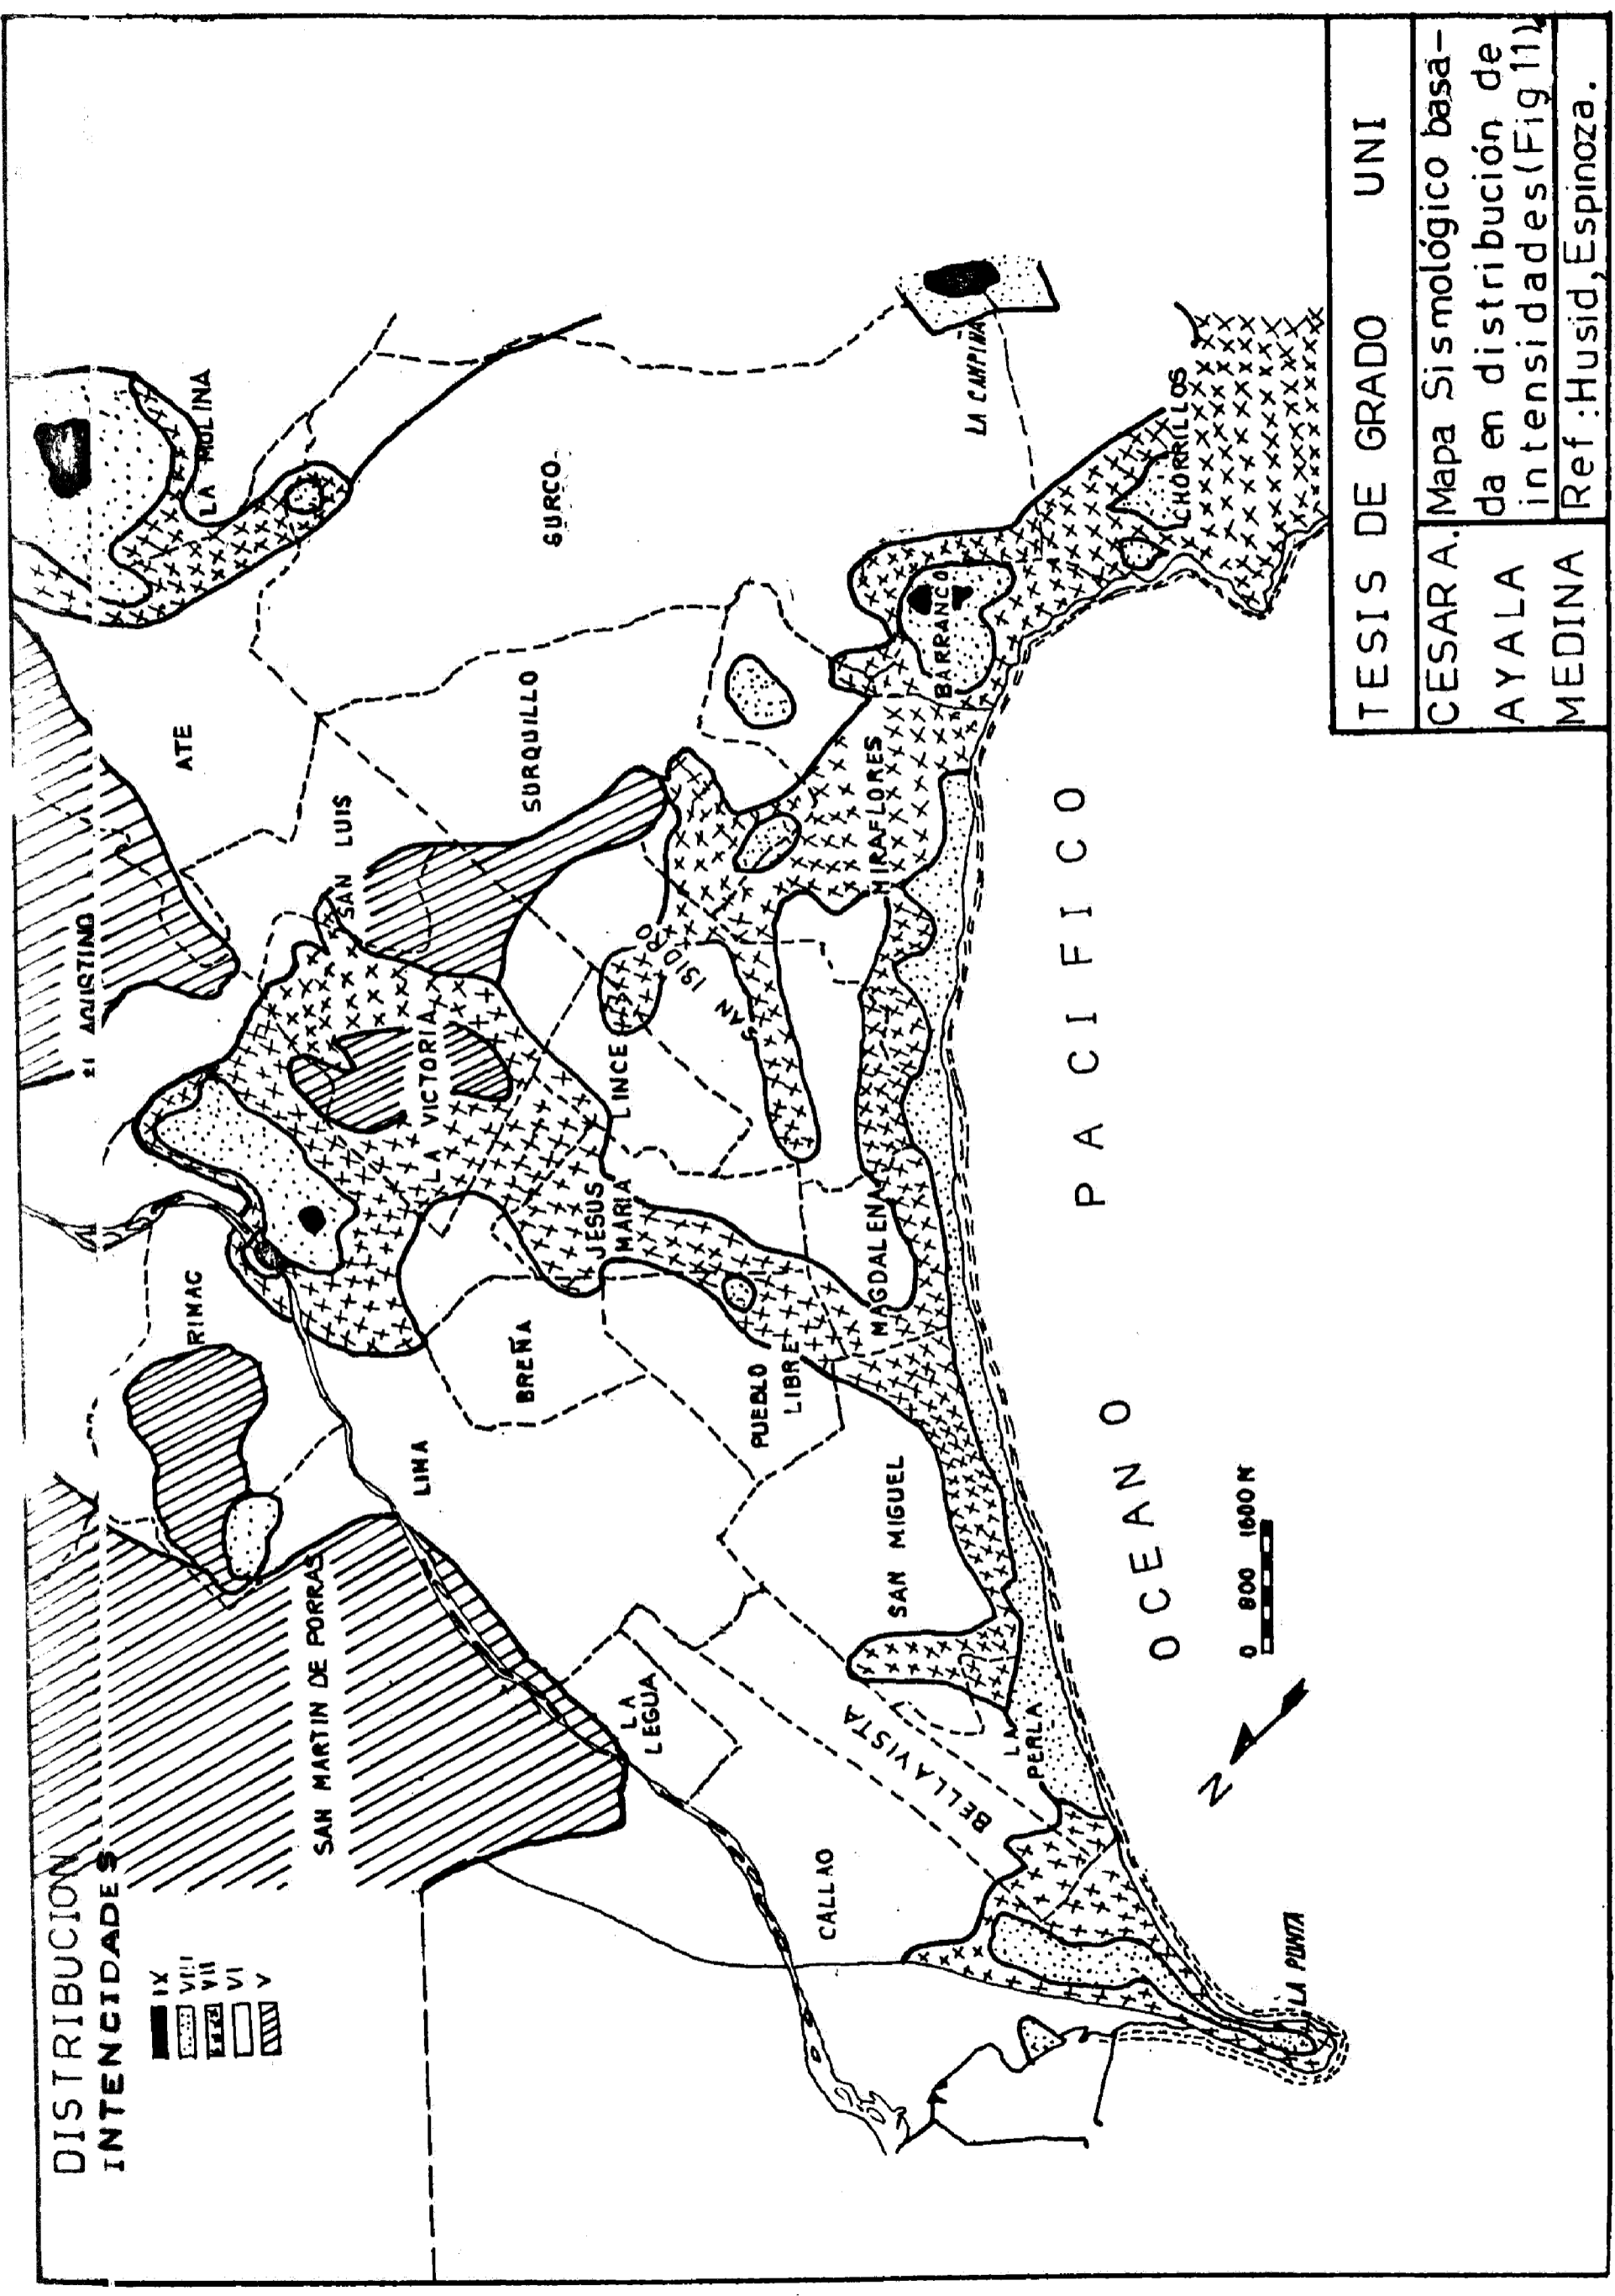 DISTRIBUCION
INTENCIDADES
IX
VIII
VII
VI
V
SAN MARTIN DE PORRAS
RIMAC
EL AGUSTINO
ATE
LA MOLINA
SAN LUIS
LA VICTORIA
LIMA
BREÑA
JESUS
MARIA
LINCE
SURQUILLO
SURCO
LA
LEGUA
PUEBLO
LIBRE
SAN ISIDRO
CALLAO
BELLAVISTA
SAN MIGUEL
MAGDALENA
MIRAFLORES
BARRANCO
LA CAMPIÑA
LA
PERLA
CHORRILLOS
LA PUNTA
OCEANO PACIFICO
N
0 800 1600 M
TESIS DE GRADO UNI
CESAR A.
AYALA
MEDINA
Mapa Sismológico basa-
da en distribución de
intensidades (Fig 11)
Ref: Husid, Espinoza.